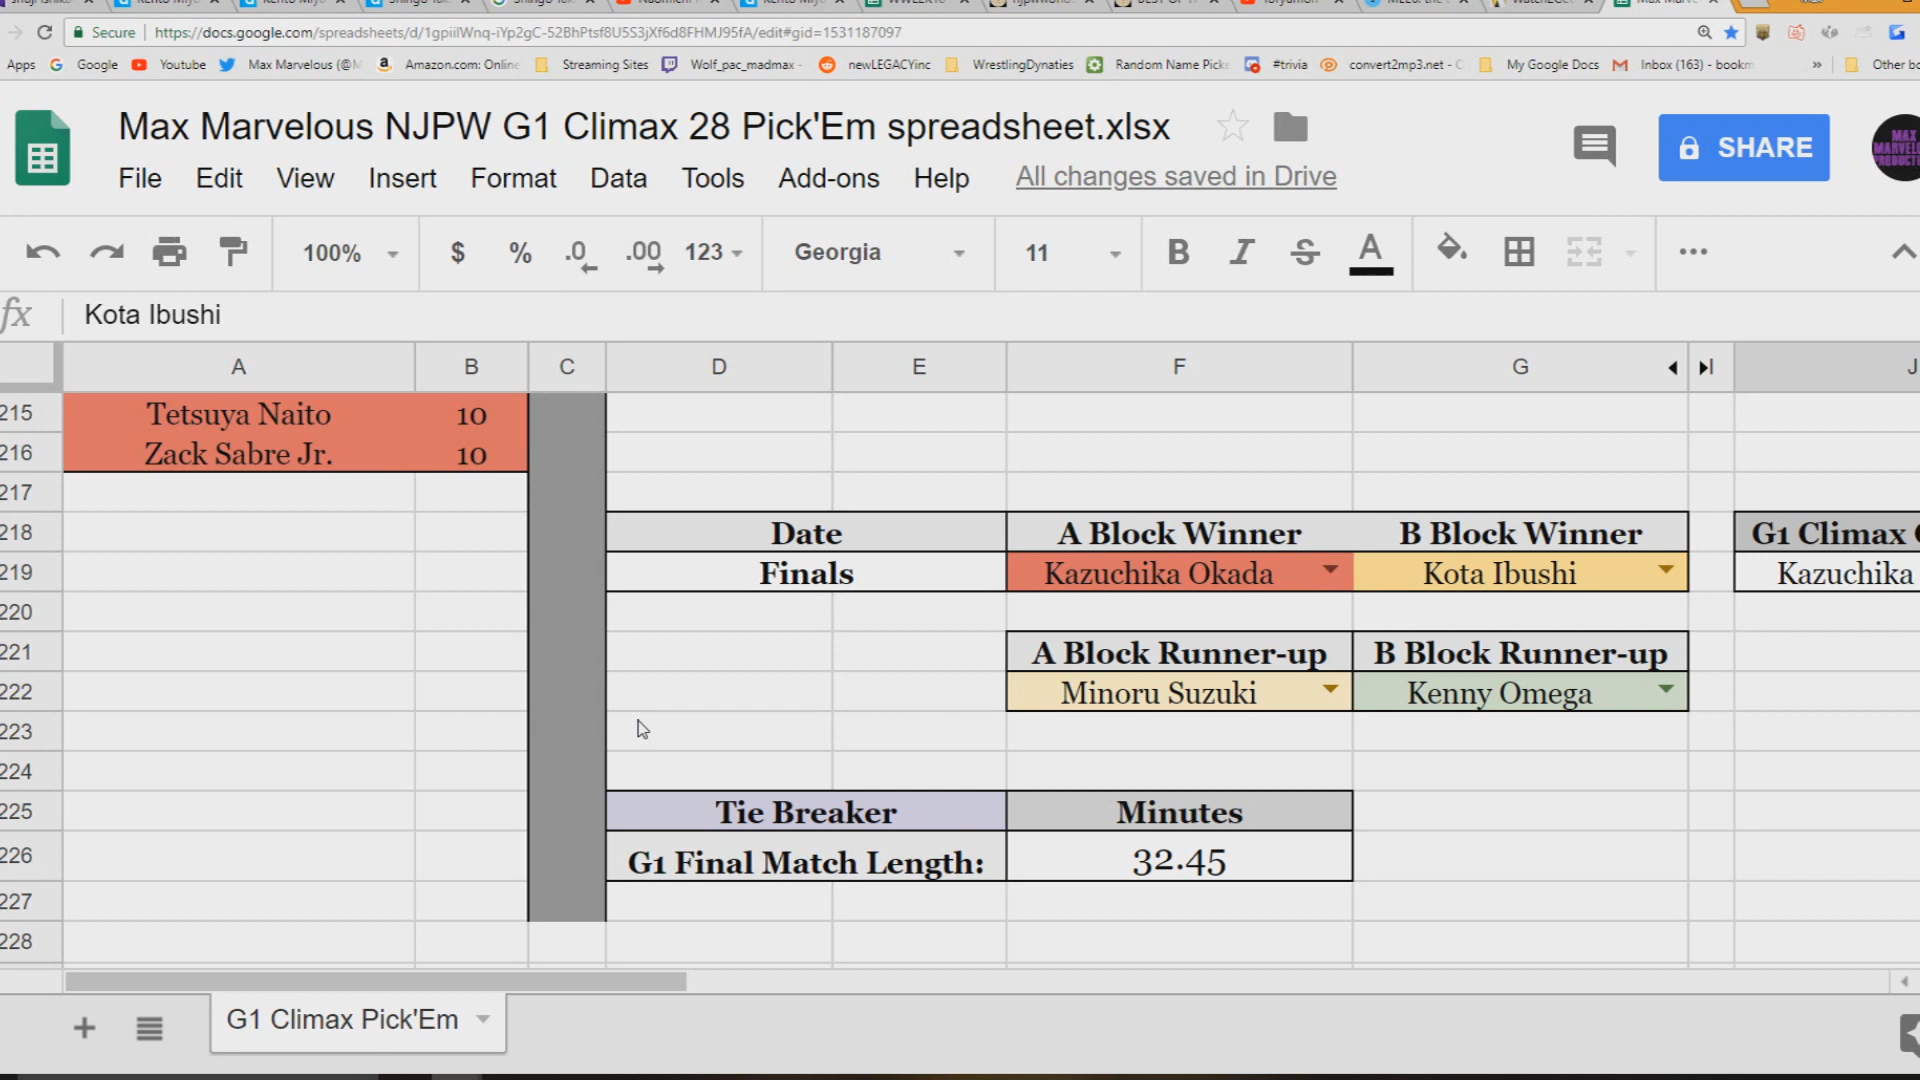 Secure https://docs.google.com/spreadsheets/d/1gpiilWnq-iYp2gC-52BhPtsf8U5S3jXf6d8FHMJ95fA/edit#gid=1531187097
Apps Google Youtube Max Marvelous (@M Amazon.com: Online Streaming Sites Wolf_pac_madmax - newLEGACYinc WrestlingDynaties Random Name Picke #trivia convert2mp3.net - C My Google Docs Inbox (163) - bookm » Other bo
Max Marvelous NJPW G1 Climax 28 Pick'Em spreadsheet.xlsx
SHARE
File Edit View Insert Format Data Tools Add-ons Help All changes saved in Drive
100% $ % .0 .00 123 Georgia 11 B I S A
fx Kota Ibushi
A B C D E F G J
215 Tetsuya Naito 10
216 Zack Sabre Jr. 10
217
218 Date A Block Winner B Block Winner G1 Climax
219 Finals Kazuchika Okada Kota Ibushi Kazuchika
220
221 A Block Runner-up B Block Runner-up
222 Minoru Suzuki Kenny Omega
223
224
225 Tie Breaker Minutes
226 G1 Final Match Length: 32.45
227
228
G1 Climax Pick'Em